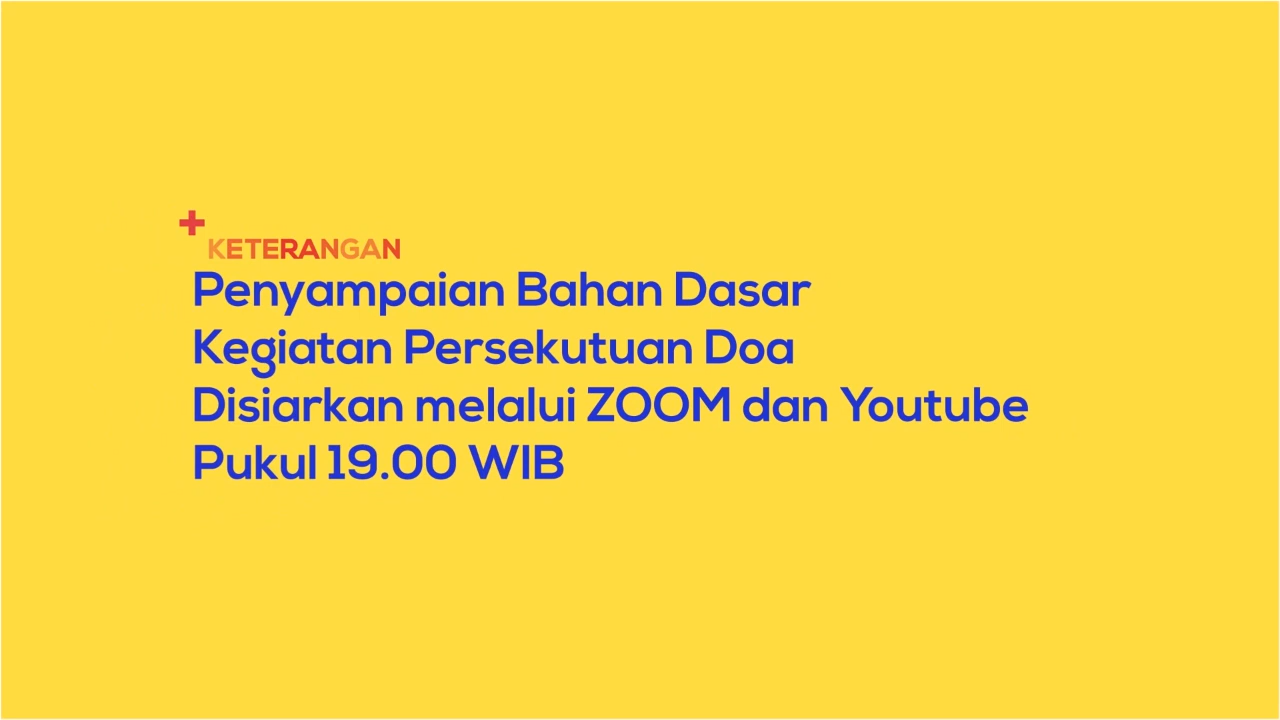 KETERANGAN
Penyampaian Bahan Dasar
Kegiatan Persekutuan Doa
Disiarkan melalui ZOOM dan Youtube
Pukul 19.00 WIB